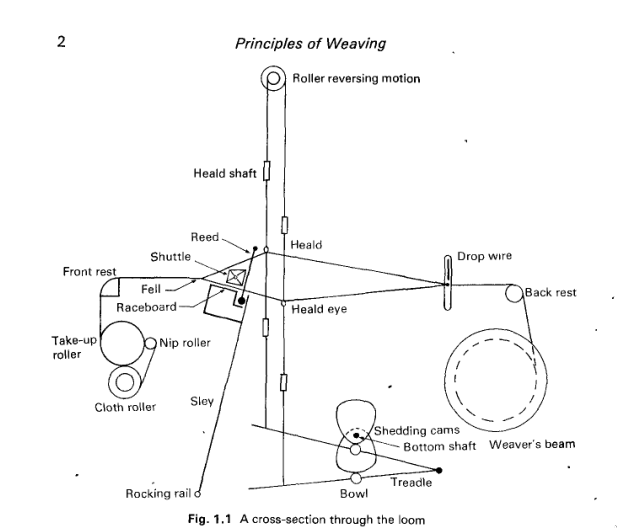 2
Principles of Weaving
Roller reversing motion
Heald shaft
Reed
Heald
Shuttle
Drop wire
Front rest
Fell
Back rest
Raceboard
Heald eye
Take-up
roller
Nip roller
Cloth roller
Sley
Shedding cams
Bottom shaft
Weaver's beam
Treadle
Rocking rail
Bowl
Fig. 1.1 A cross-section through the loom